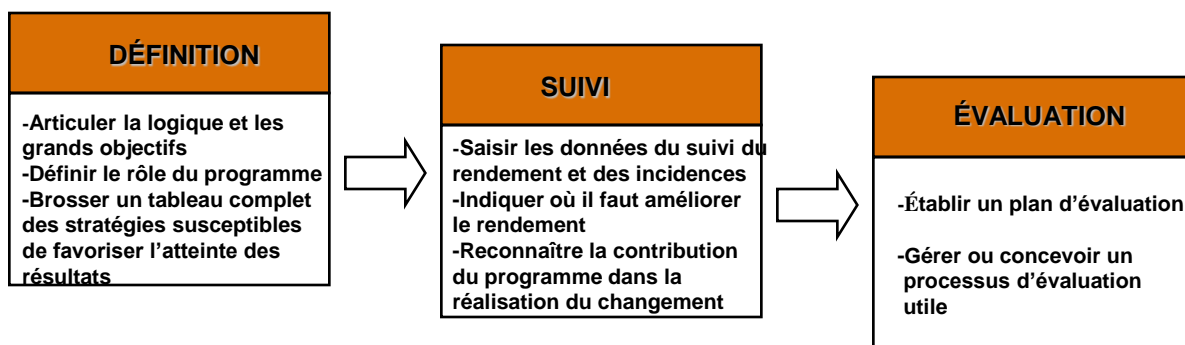 DÉFINITION
-Articuler la logique et les
grands objectifs
-Définir le rôle du programme
-Brosser un tableau complet
des stratégies susceptibles
de favoriser l’atteinte des
résultats
SUIVI
-Saisir les données du suivi du
rendement et des incidences
-Indiquer où il faut améliorer
le rendement
-Reconnaître la contribution
du programme dans la
réalisation du changement
ÉVALUATION
-Établir un plan d’évaluation
-Gérer ou concevoir un
processus d’évaluation
utile